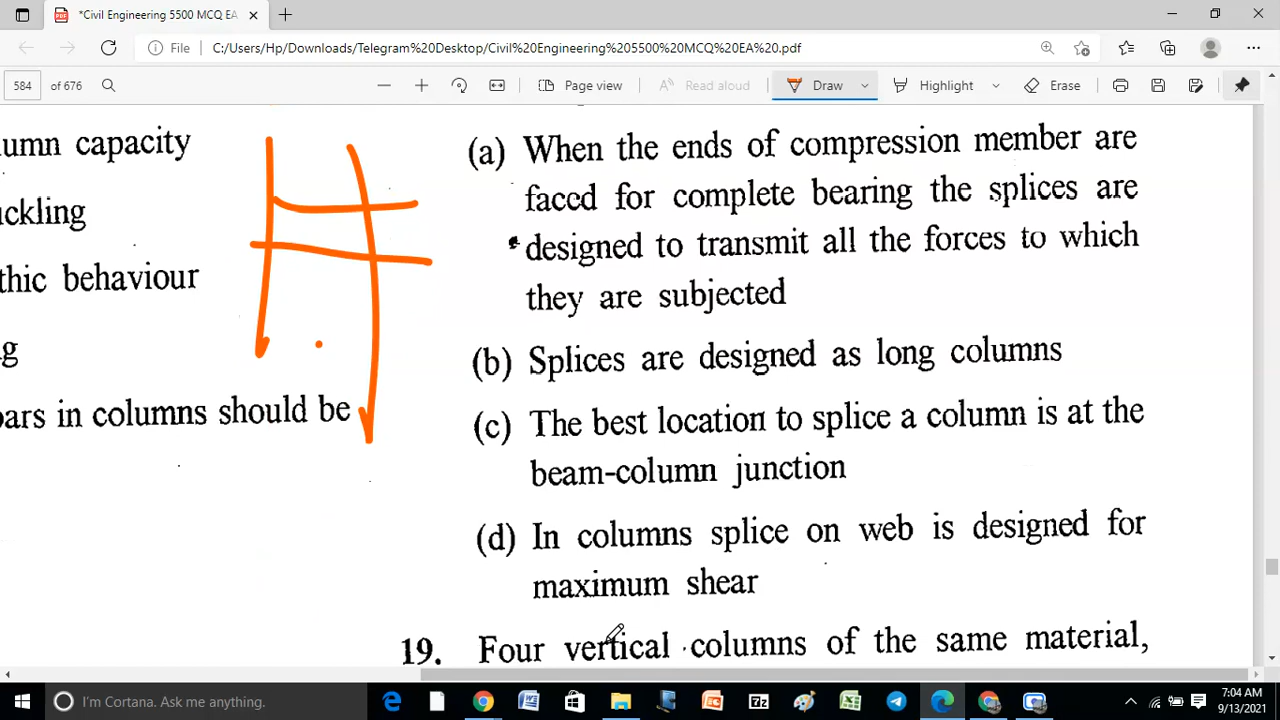 *Civil Engineering 5500 MCQ EA
File
C:/Users/Hp/Downloads/Telegram%20Desktop/Civil%20Engineering%205500%20MCQ%20EA%20.pdf
584 of 676
Page view
Read aloud
Draw
Highlight
Erase
umn capacity
uckling
thic behaviour
g
pars in columns should be
(a) When the ends of compression member are
faced for complete bearing the splices are
designed to transmit all the forces to which
they are subjected
(b) Splices are designed as long columns
(c) The best location to splice a column is at the
beam-column junction
(d) In columns splice on web is designed for
maximum shear
19. Four vertical columns of the same material,
I'm Cortana. Ask me anything.
7:04 AM
9/13/2021